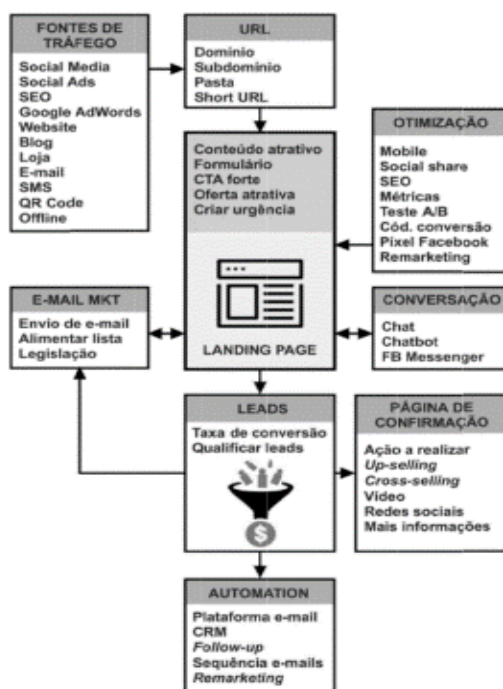 FONTES DE
TRÁFEGO
Social Media
Social Ads
SEO
Google AdWords
Website
Blog
Loja
E-mail
SMS
QR Code
Offline
URL
Domínio
Subdomínio
Pasta
Short URL
Conteúdo atrativo
Formulário
CTA forte
Oferta atrativa
Criar urgência
LANDING PAGE
OTIMIZAÇÃO
Mobile
Social share
SEO
Métricas
Teste A/B
Cód. conversão
Pixel Facebook
Remarketing
E-MAIL MKT
Envio de e-mail
Alimentar lista
Legislação
CONVERSAÇÃO
Chat
Chatbot
FB Messenger
LEADS
Taxa de conversão
Qualificar leads
$
PÁGINA DE
CONFIRMAÇÃO
Ação a realizar
Up-selling
Cross-selling
Vídeo
Redes sociais
Mais informações
AUTOMATION
Plataforma e-mail
CRM
Follow-up
Sequência e-mails
Remarketing